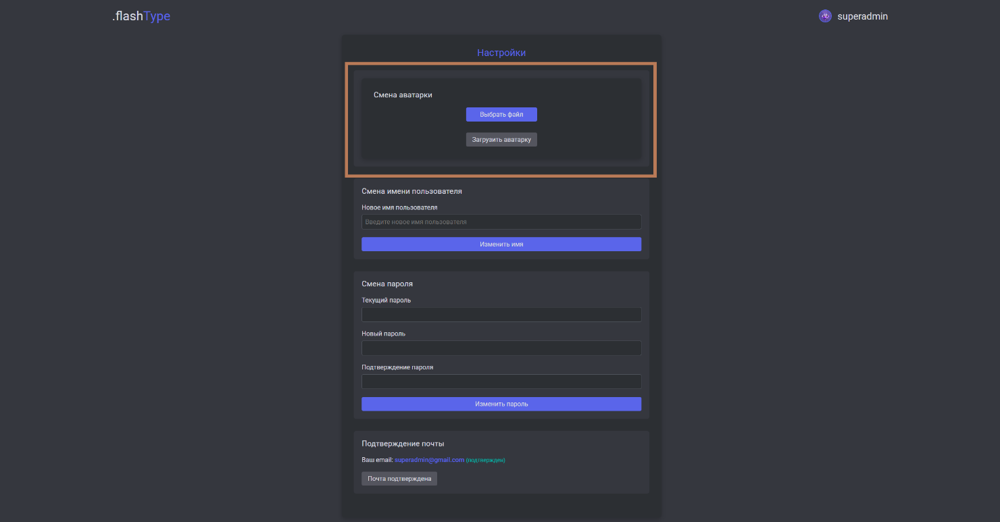 .flashType
superadmin
Настройки
Смена аватарки
Выбрать файл
Загрузить аватарку
Смена имени пользователя
Новое имя пользователя
Введите новое имя пользователя
Изменить имя
Смена пароля
Текущий пароль
Новый пароль
Подтверждение пароля
Изменить пароль
Подтверждение почты
Ваш email: superadmin@gmail.com (подтвержден)
Почта подтверждена